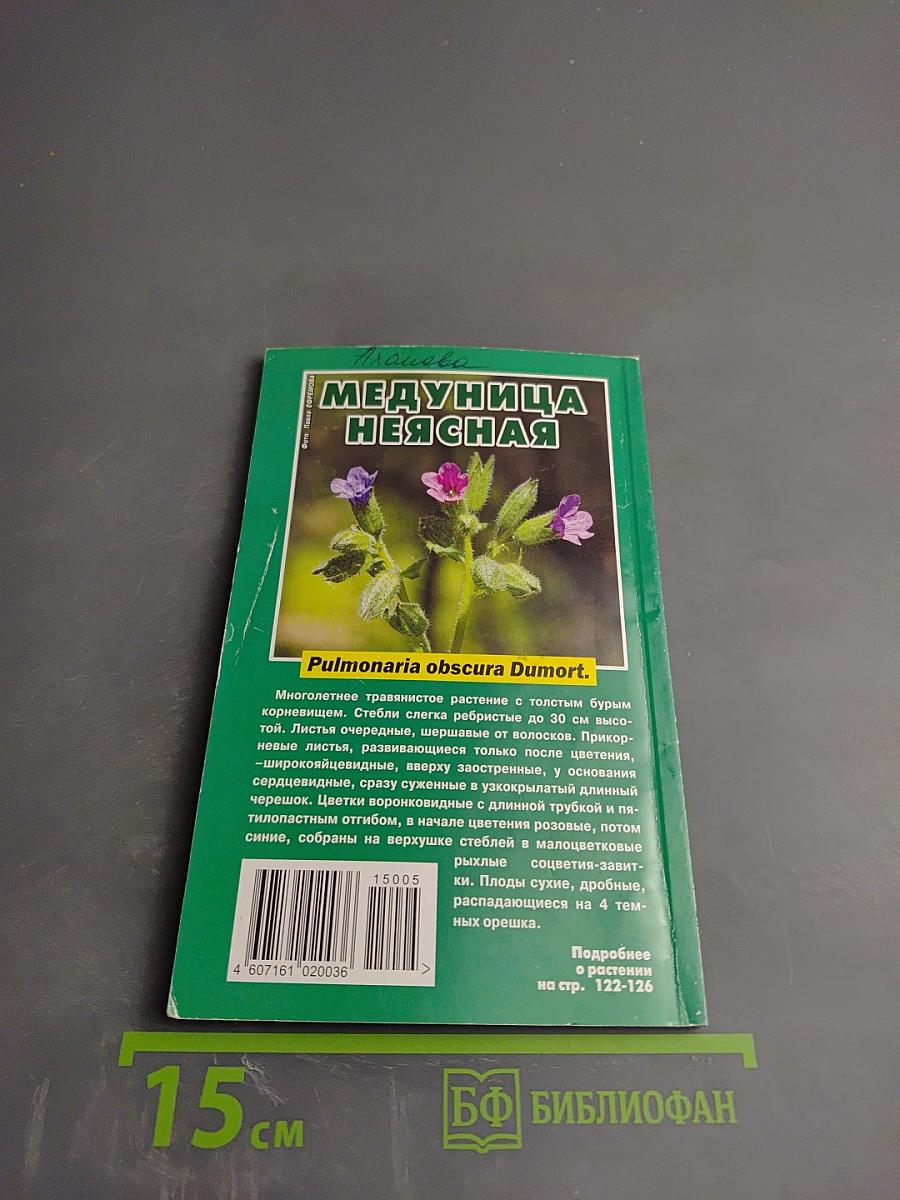 Аханова
МЕДУНИЦА
НЕЯСНАЯ
Фото Павла ЕФРЕМОВА
Pulmonaria obscura Dumort.
Многолетнее травянистое растение с толстым бурым
корневищем. Стебли слегка ребристые до 30 см высо-
той. Листья очередные, шершавые от волосков. Прикор-
невые листья, развивающиеся только после цветения,
–широкояйцевидные, вверху заостренные, у основания
сердцевидные, сразу суженные в узкокрылатый длинный
черешок. Цветки воронковидные с длинной трубкой и пя-
тилопастным отгибом, в начале цветения розовые, потом
синие, собраны на верхушке стеблей в малоцветковые
рыхлые соцветия-завит-
ки. Плоды сухие, дробные,
распадающиеся на 4 тем-
ных орешка.
15005
4 607161 020036 >
Подробнее
о растении
на стр. 122-126
15 см
БФ БИБЛИОФАН